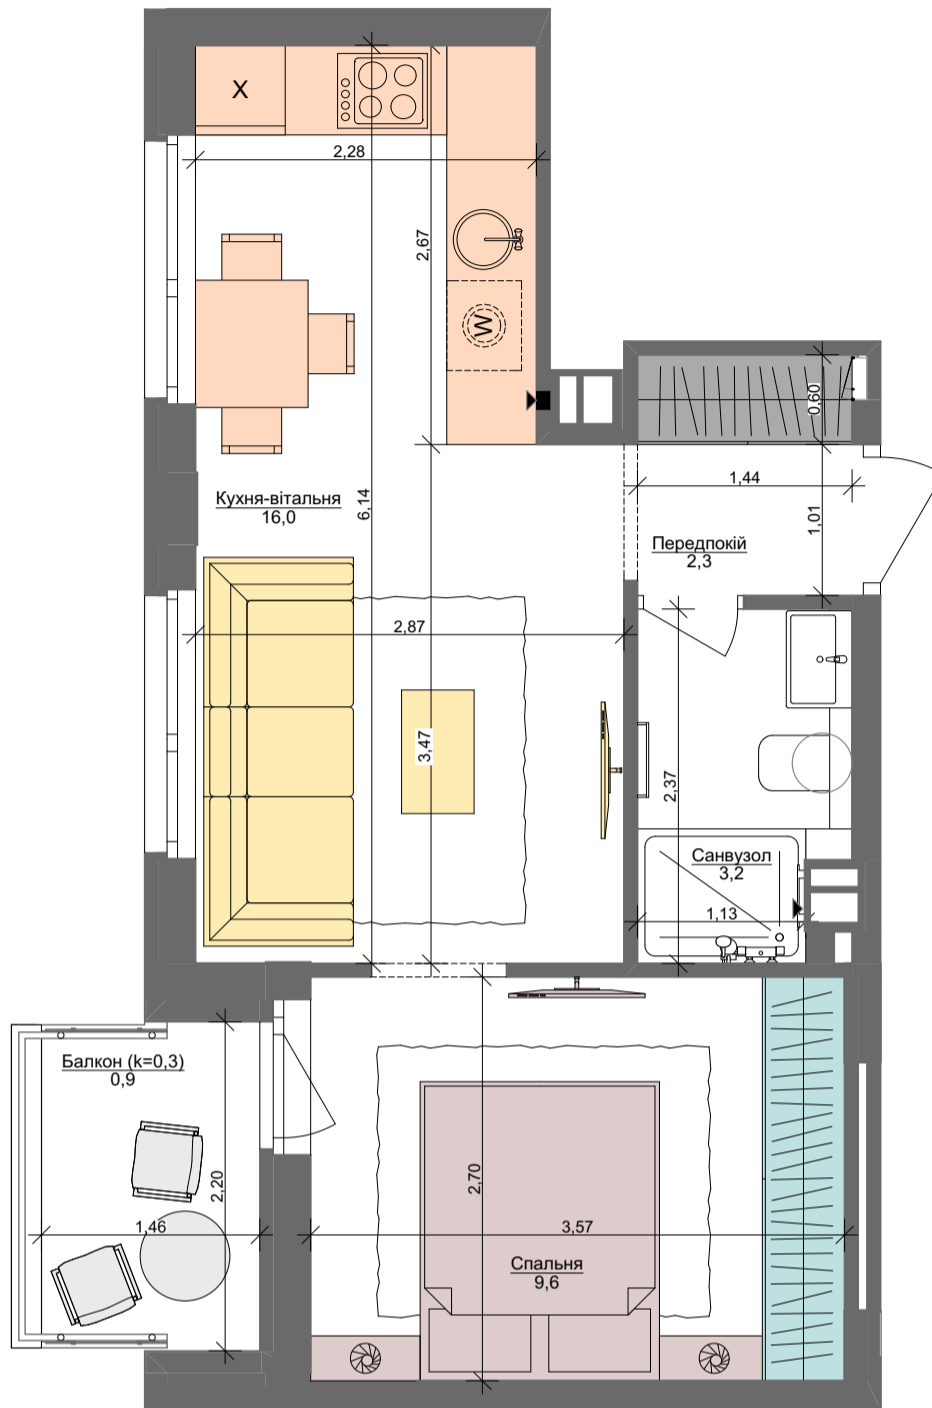 X
2,28
2,67
W
0,60
Кухня-вітальня
16,0
6,14
1,44
1,01
Передпокій
2,3
2,87
3,47
2,37
Санвузол
3,2
1,13
Балкон (k=0,3)
0,9
2,20
1,46
2,70
3,57
Спальня
9,6